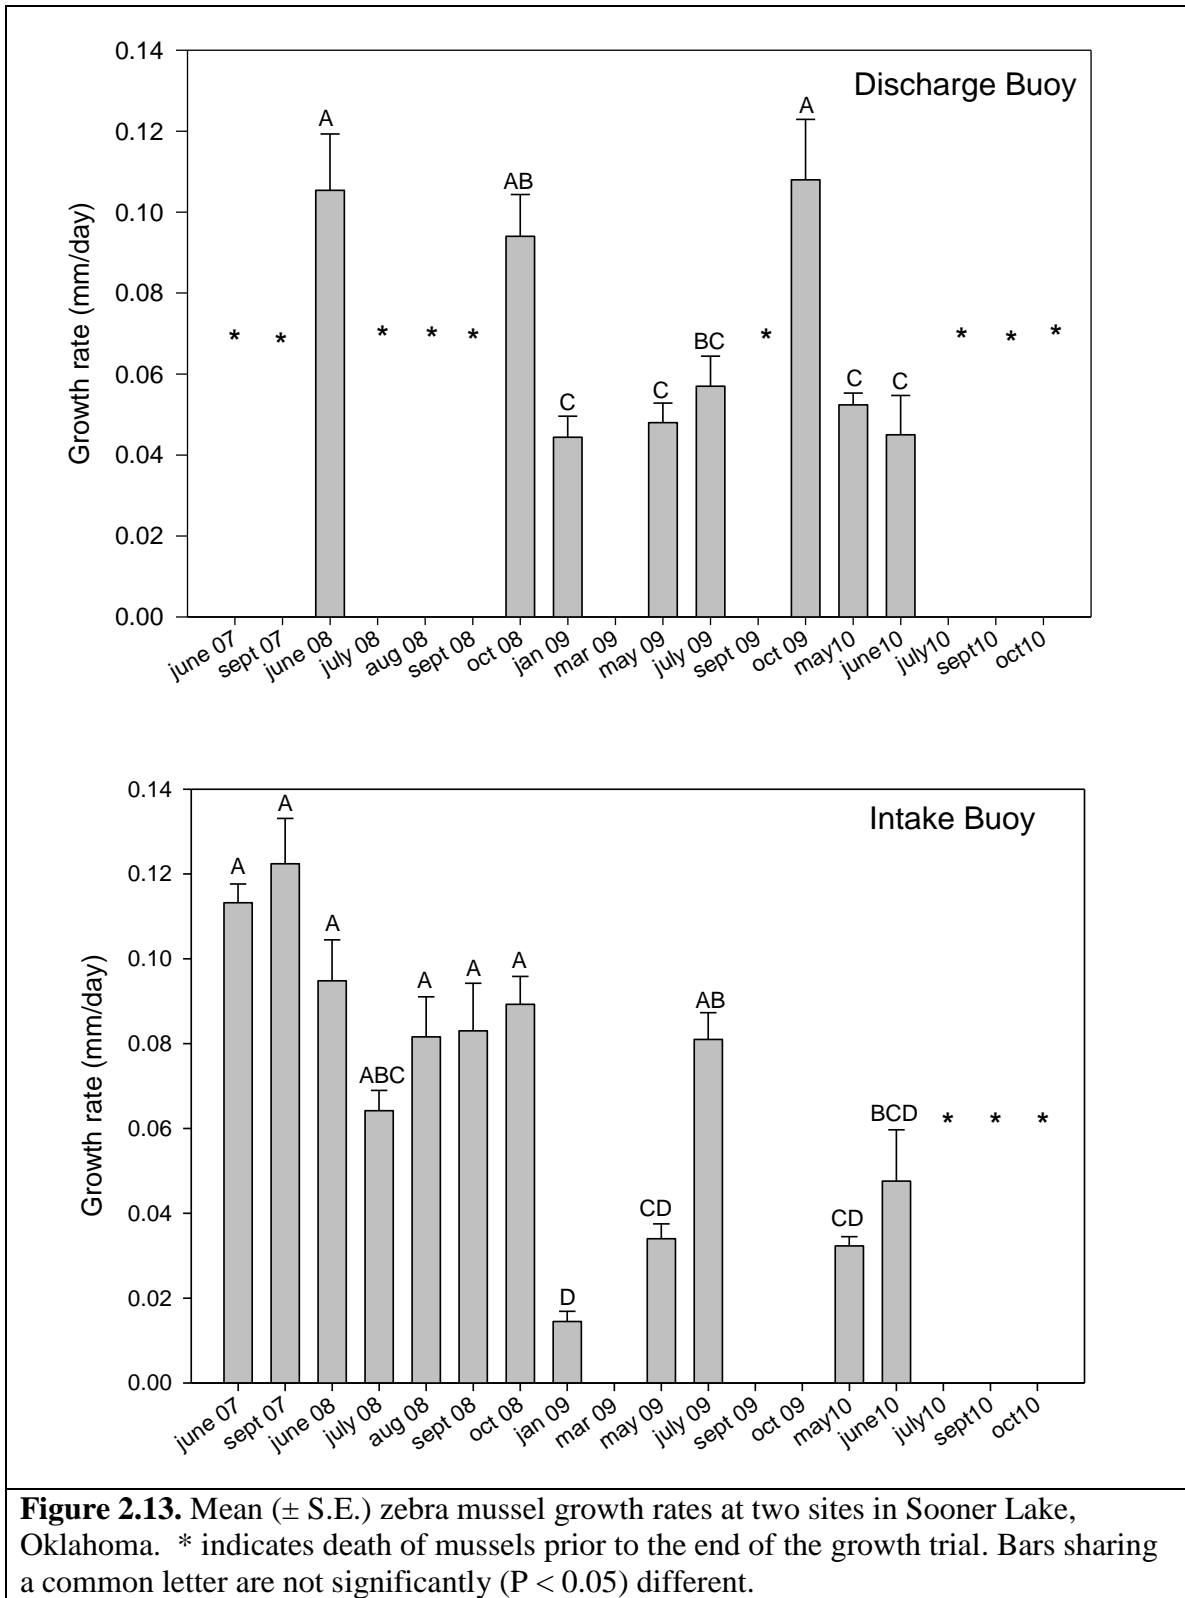 Discharge Buoy
Growth rate (mm/day)
0.14
0.12
0.10
0.08
0.06
0.04
0.02
0.00
A
AB
C
C
BC
A
C
C
* * * * * * * * *
june 07
sept 07
june 08
july 08
aug 08
sept 08
oct 08
jan 09
mar 09
may 09
july 09
sept 09
oct 09
may10
june10
july10
sept10
oct10
Intake Buoy
Growth rate (mm/day)
0.14
0.12
0.10
0.08
0.06
0.04
0.02
0.00
A
A
A
ABC
A
A
A
D
CD
AB
CD
BCD
* * *
june 07
sept 07
june 08
july 08
aug 08
sept 08
oct 08
jan 09
mar 09
may 09
july 09
sept 09
oct 09
may10
june10
july10
sept10
oct10
Figure 2.13. Mean (± S.E.) zebra mussel growth rates at two sites in Sooner Lake,
Oklahoma. * indicates death of mussels prior to the end of the growth trial. Bars sharing
a common letter are not significantly (P < 0.05) different.